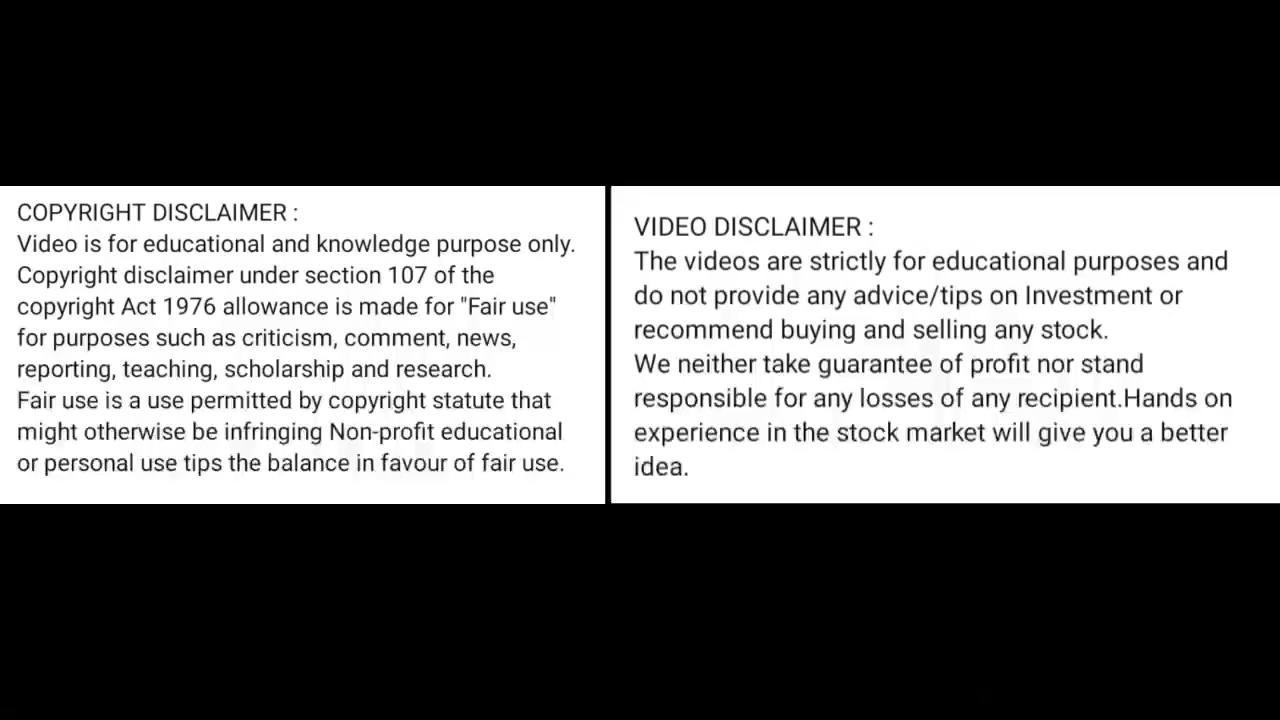 COPYRIGHT DISCLAIMER :
Video is for educational and knowledge purpose only.
Copyright disclaimer under section 107 of the
copyright Act 1976 allowance is made for "Fair use"
for purposes such as criticism, comment, news,
reporting, teaching, scholarship and research.
Fair use is a use permitted by copyright statute that
might otherwise be infringing Non-profit educational
or personal use tips the balance in favour of fair use.
VIDEO DISCLAIMER :
The videos are strictly for educational purposes and
do not provide any advice/tips on Investment or
recommend buying and selling any stock.
We neither take guarantee of profit nor stand
responsible for any losses of any recipient.Hands on
experience in the stock market will give you a better
idea.